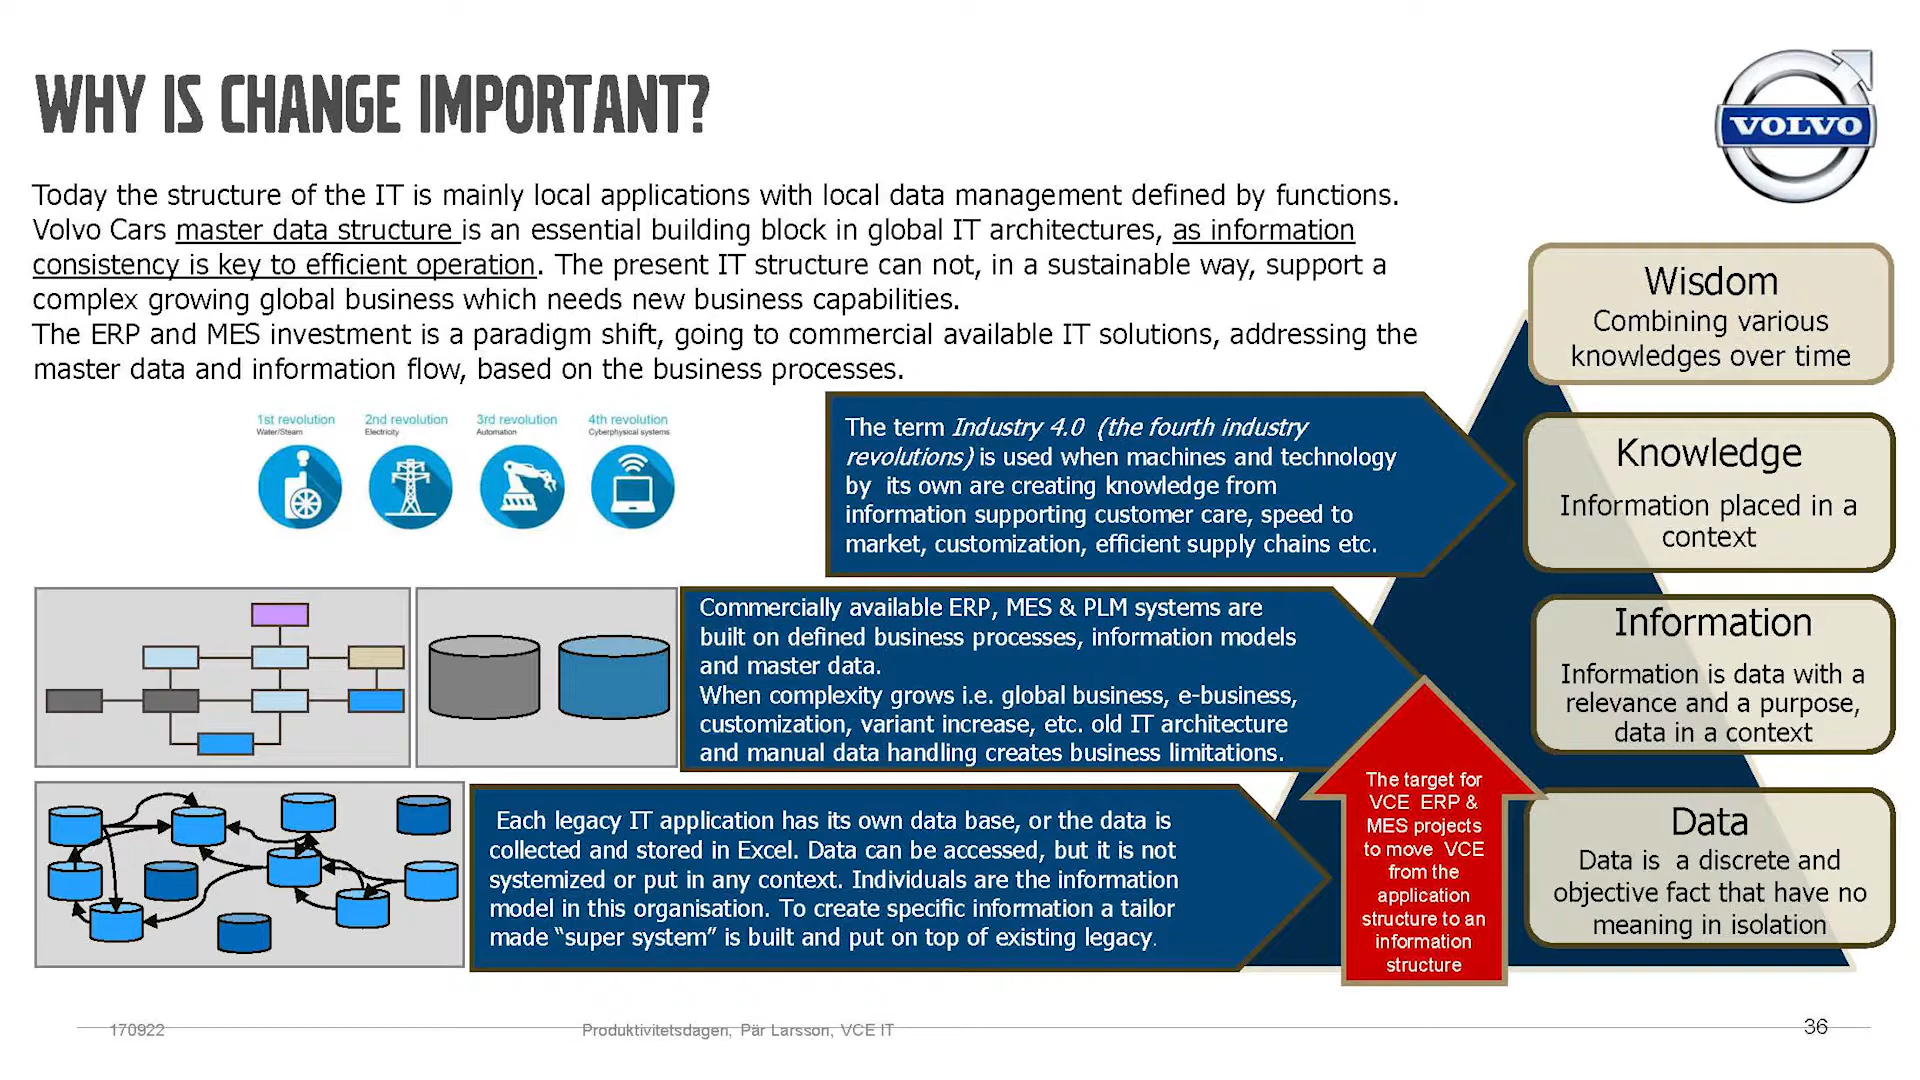 WHY IS CHANGE IMPORTANT?
VOLVO
Today the structure of the IT is mainly local applications with local data management defined by functions.
Volvo Cars master data structure is an essential building block in global IT architectures, as information
consistency is key to efficient operation. The present IT structure can not, in a sustainable way, support a
complex growing global business which needs new business capabilities.
The ERP and MES investment is a paradigm shift, going to commercial available IT solutions, addressing the
master data and information flow, based on the business processes.
1st revolution
Water/Steam
2nd revolution
Electricity
3rd revolution
Automation
4th revolution
Cyberphysical systems
The term Industry 4.0 (the fourth industry
revolutions) is used when machines and technology
by its own are creating knowledge from
information supporting customer care, speed to
market, customization, efficient supply chains etc.
Commercially available ERP, MES & PLM systems are
built on defined business processes, information models
and master data.
When complexity grows i.e. global business, e-business,
customization, variant increase, etc. old IT architecture
and manual data handling creates business limitations.
Each legacy IT application has its own data base, or the data is
collected and stored in Excel. Data can be accessed, but it is not
systemized or put in any context. Individuals are the information
model in this organisation. To create specific information a tailor
made “super system” is built and put on top of existing legacy.
The target for
VCE ERP &
MES projects
to move VCE
from the
application
structure to an
information
structure
Wisdom
Combining various
knowledges over time
Knowledge
Information placed in a
context
Information
Information is data with a
relevance and a purpose,
data in a context
Data
Data is a discrete and
objective fact that have no
meaning in isolation
170922
Produktivitetsdagen, Pär Larsson, VCE IT
36